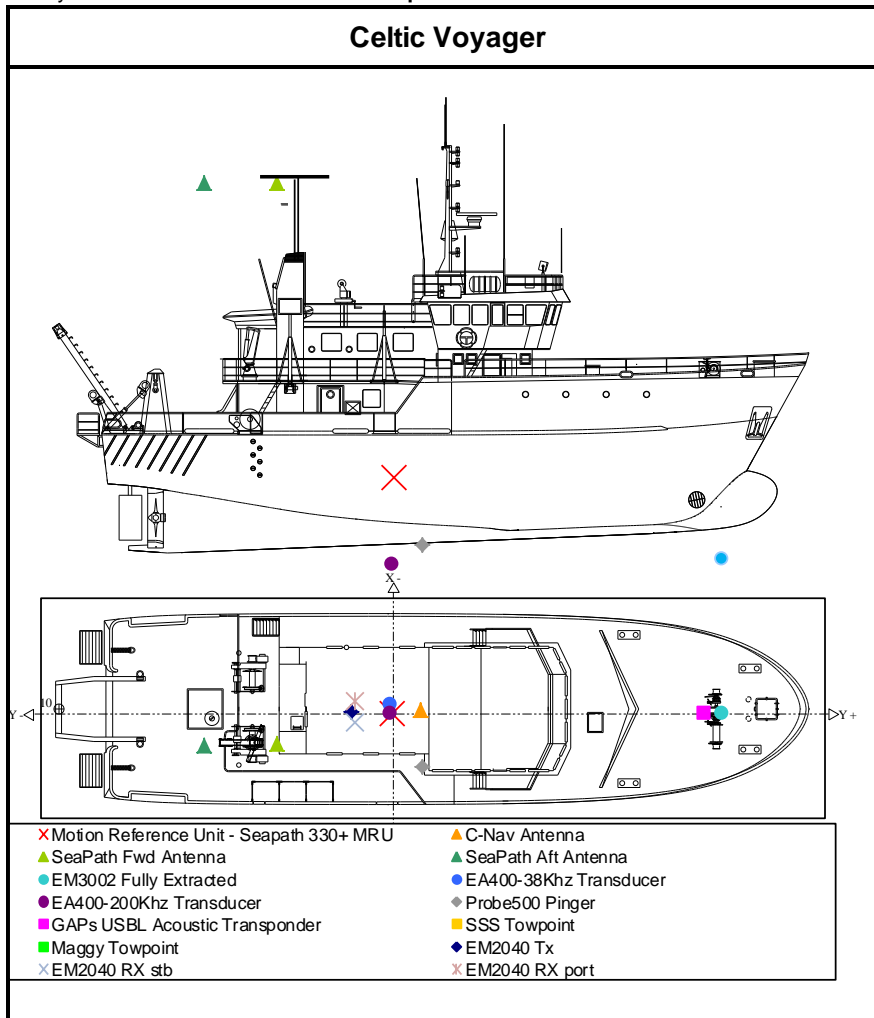 Celtic Voyager
X -
10
Y -
Y +
Motion Reference Unit - Seapath 330+ MRU
C-Nav Antenna
SeaPath Fwd Antenna
SeaPath Aft Antenna
EM3002 Fully Extracted
EA400-38Khz Transducer
EA400-200Khz Transducer
Probe500 Pinger
GAPs USBL Acoustic Transponder
SSS Towpoint
Maggy Towpoint
EM2040 Tx
EM2040 RX stb
EM2040 RX port